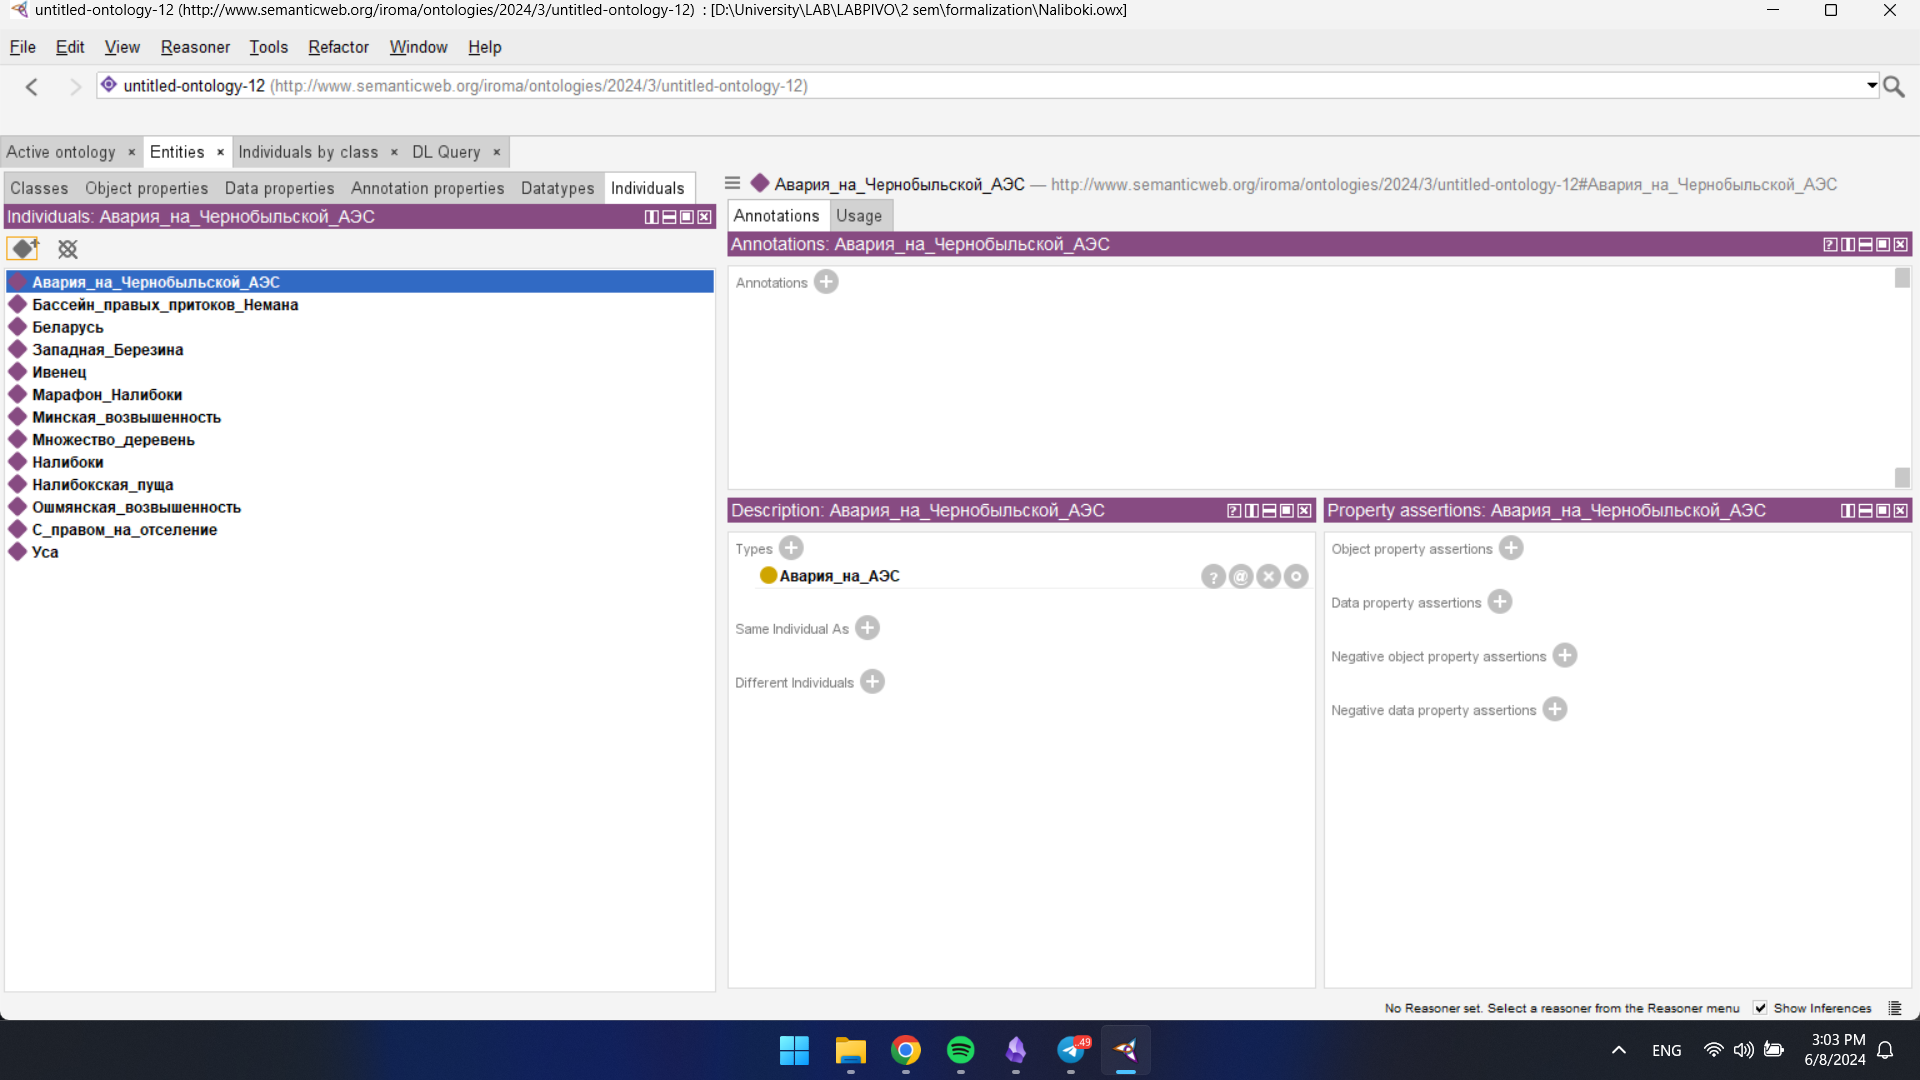 untitled-ontology-12 (http://www.semanticweb.org/iroma/ontologies/2024/3/untitled-ontology-12) : [D:\University\LAB\LABPIVO\2 sem\formalization\Naliboki.owx]
File Edit View Reasoner Tools Refactor Window Help
untitled-ontology-12 (http://www.semanticweb.org/iroma/ontologies/2024/3/untitled-ontology-12)
Active ontology × Entities × Individuals by class × DL Query ×
Classes Object properties Data properties Annotation properties Datatypes Individuals
Individuals: Авария_на_Чернобыльской_АЭС
Авария_на_Чернобыльской_АЭС
Бассейн_правых_притоков_Немана
Беларусь
Западная_Березина
Ивенец
Марафон_Налибоки
Минская_возвышенность
Множество_деревень
Налибоки
Налибокская_пуща
Ошмянская_возвышенность
С_правом_на_отселение
Уса
Авария_на_Чернобыльской_АЭС — http://www.semanticweb.org/iroma/ontologies/2024/3/untitled-ontology-12#Авария_на_Чернобыльской_АЭС
Annotations Usage
Annotations: Авария_на_Чернобыльской_АЭС
Annotations
Description: Авария_на_Чернобыльской_АЭС
Types
Авария_на_АЭС
Same Individual As
Different Individuals
Property assertions: Авария_на_Чернобыльской_АЭС
Object property assertions
Data property assertions
Negative object property assertions
Negative data property assertions
No Reasoner set. Select a reasoner from the Reasoner menu Show Inferences
49
ENG
3:03 PM
6/8/2024